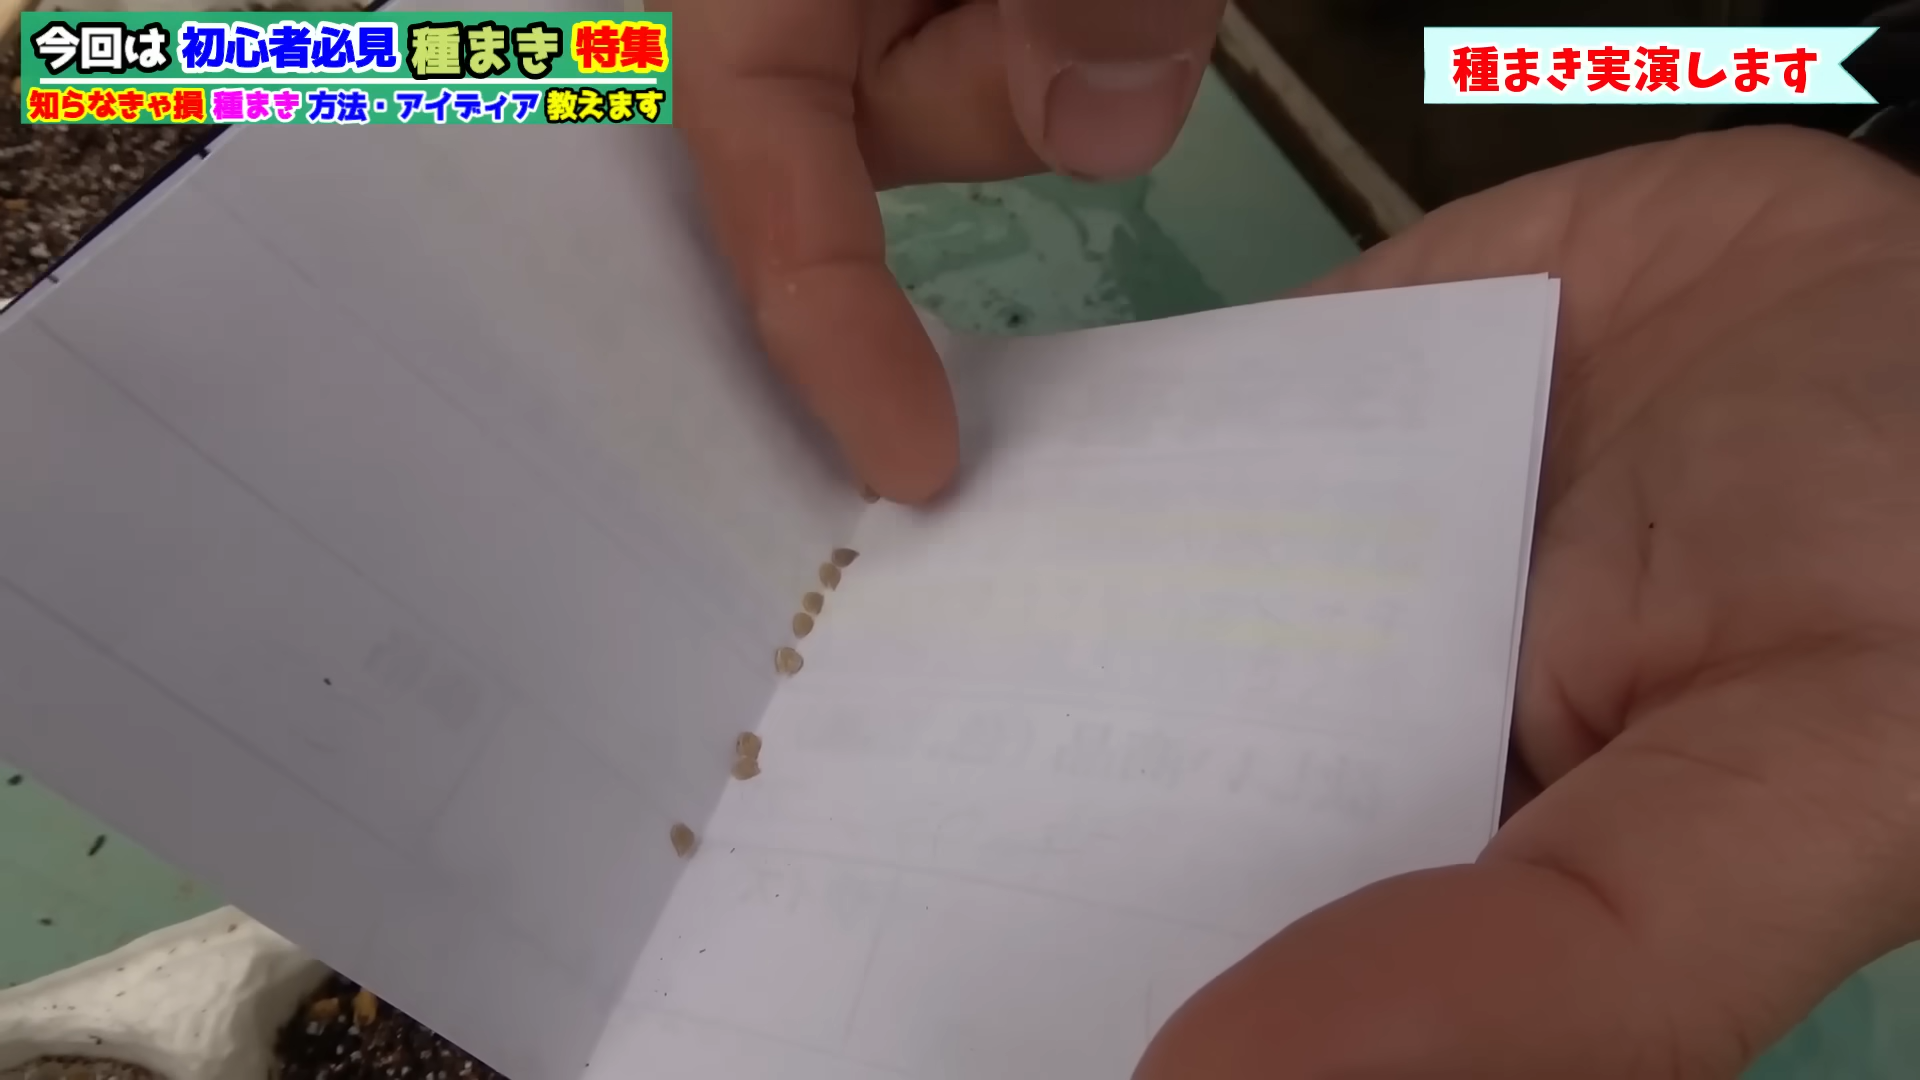 今回は 初心者必見 種まき 特集
知らなきゃ損 種まき 方法・アイディア 教えます
種まき実演します